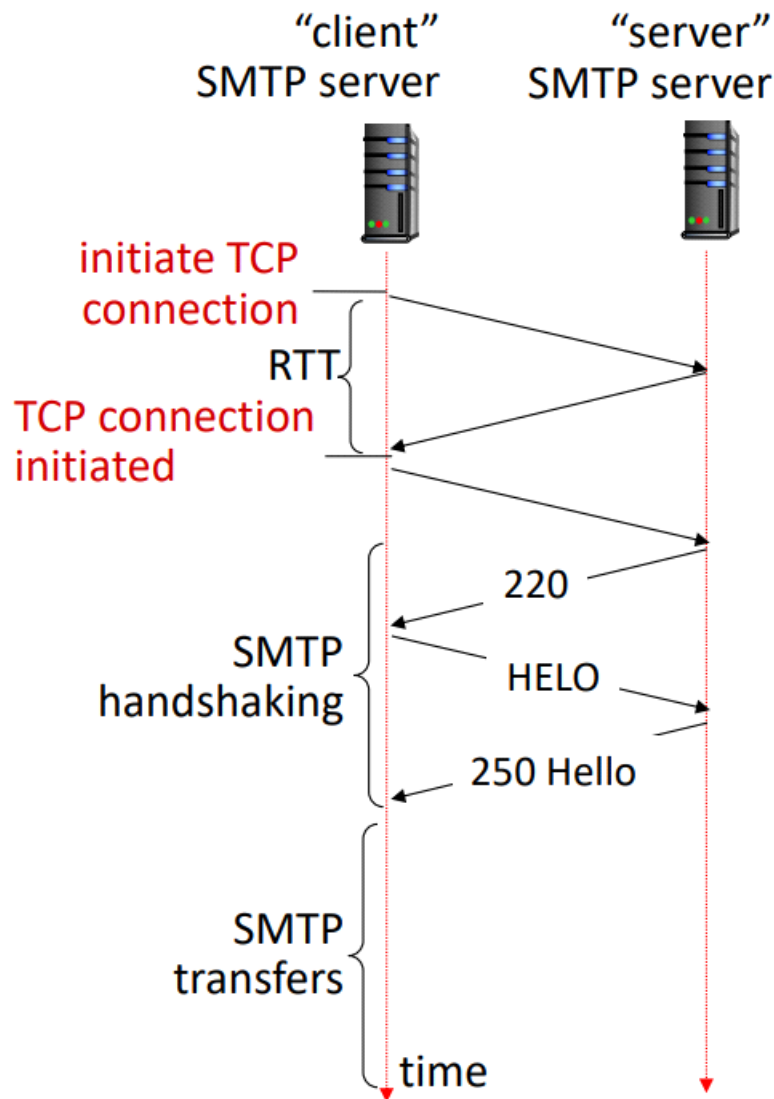 “client”
SMTP server
“server”
SMTP server
initiate TCP
connection
RTT
TCP connection
initiated
220
SMTP
handshaking
HELO
250 Hello
SMTP
transfers
time